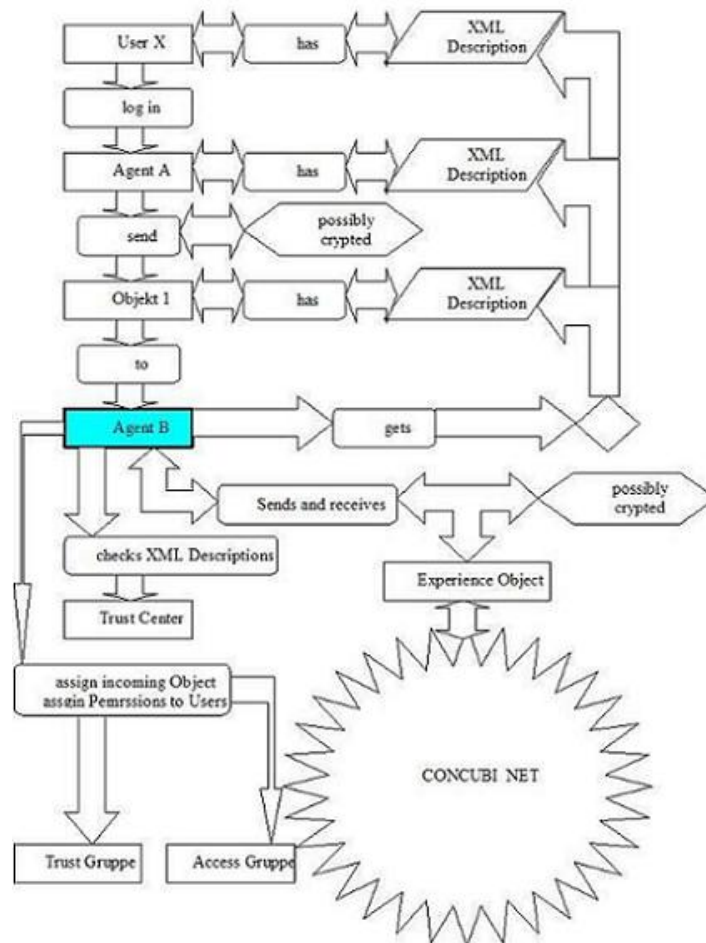 User X
has
XML
Description
log in
Agent A
has
XML
Description
send
possibly
crypted
Objekt 1
has
XML
Description
to
Agent B
gets
Sends and receives
possibly
crypted
checks XML Descriptions
Experience Object
Trust Center
assign incoming Object
assgin Pemrssions to Users
CONCUBI NET
Trust Gruppe
Access Gruppe